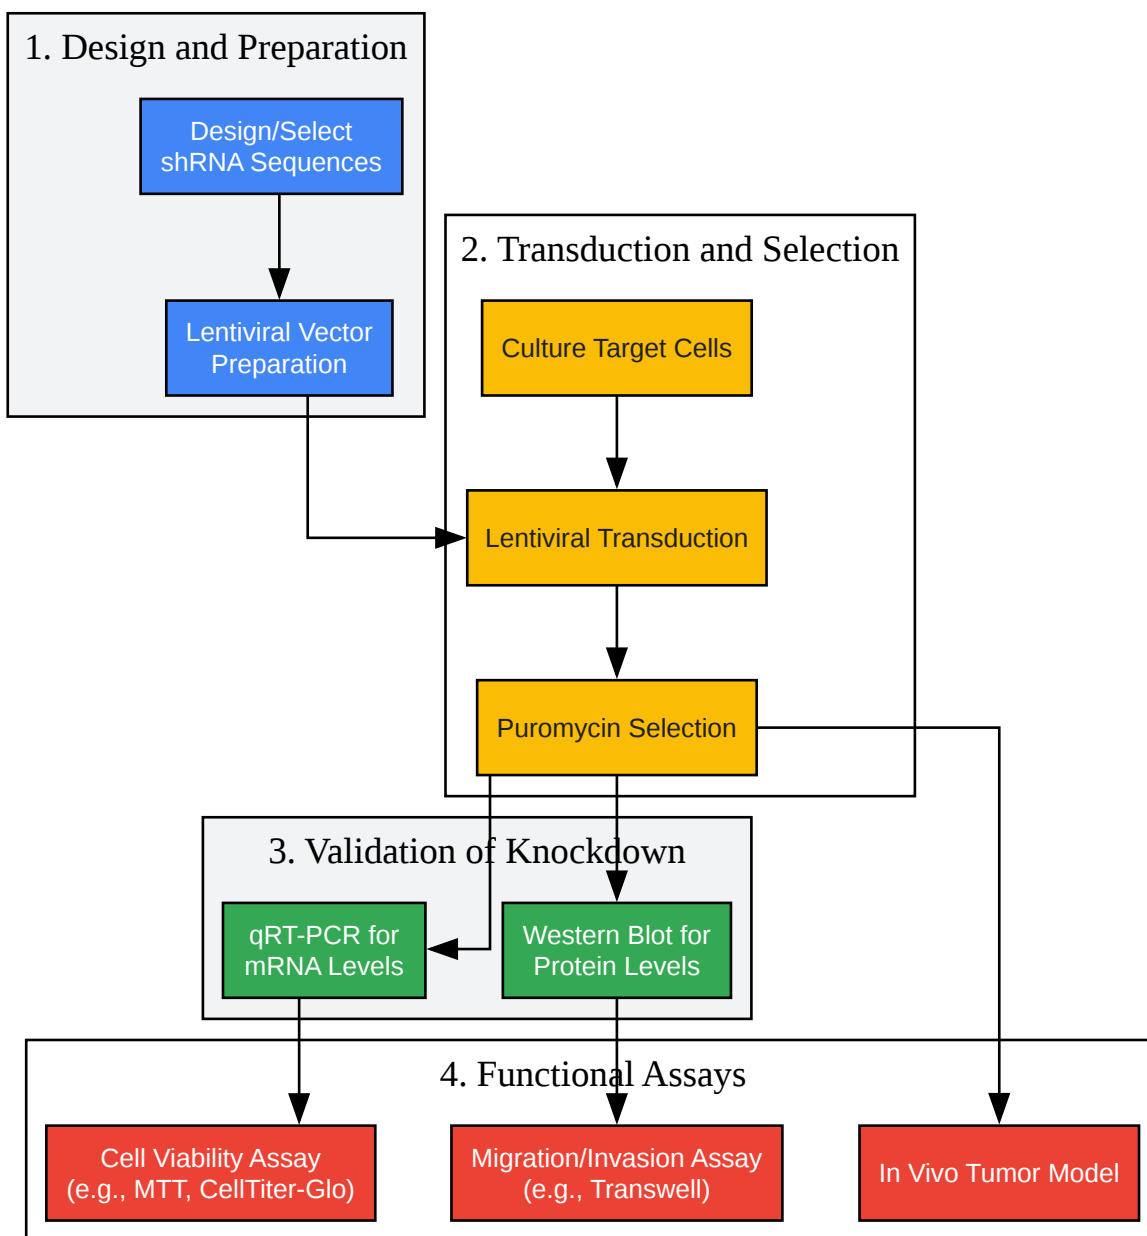 1. Design and Preparation
Design/Select
shRNA Sequences
Lentiviral Vector
Preparation
2. Transduction and Selection
Culture Target Cells
Lentiviral Transduction
Puromycin Selection
3. Validation of Knockdown
qRT-PCR for
mRNA Levels
Western Blot for
Protein Levels
4. Functional Assays
Cell Viability Assay
(e.g., MTT, CellTiter-Glo)
Migration/Invasion Assay
(e.g., Transwell)
In Vivo Tumor Model